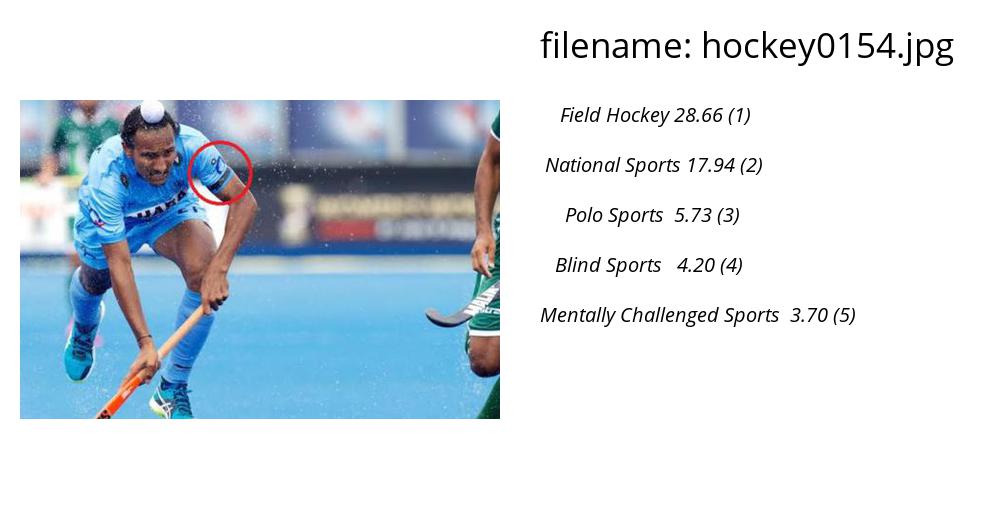 filename: hockey0154.jpg
Field Hockey 28.66 (1)
National Sports 17.94 (2)
Polo Sports 5.73 (3)
Blind Sports 4.20 (4)
Mentally Challenged Sports 3.70 (5)